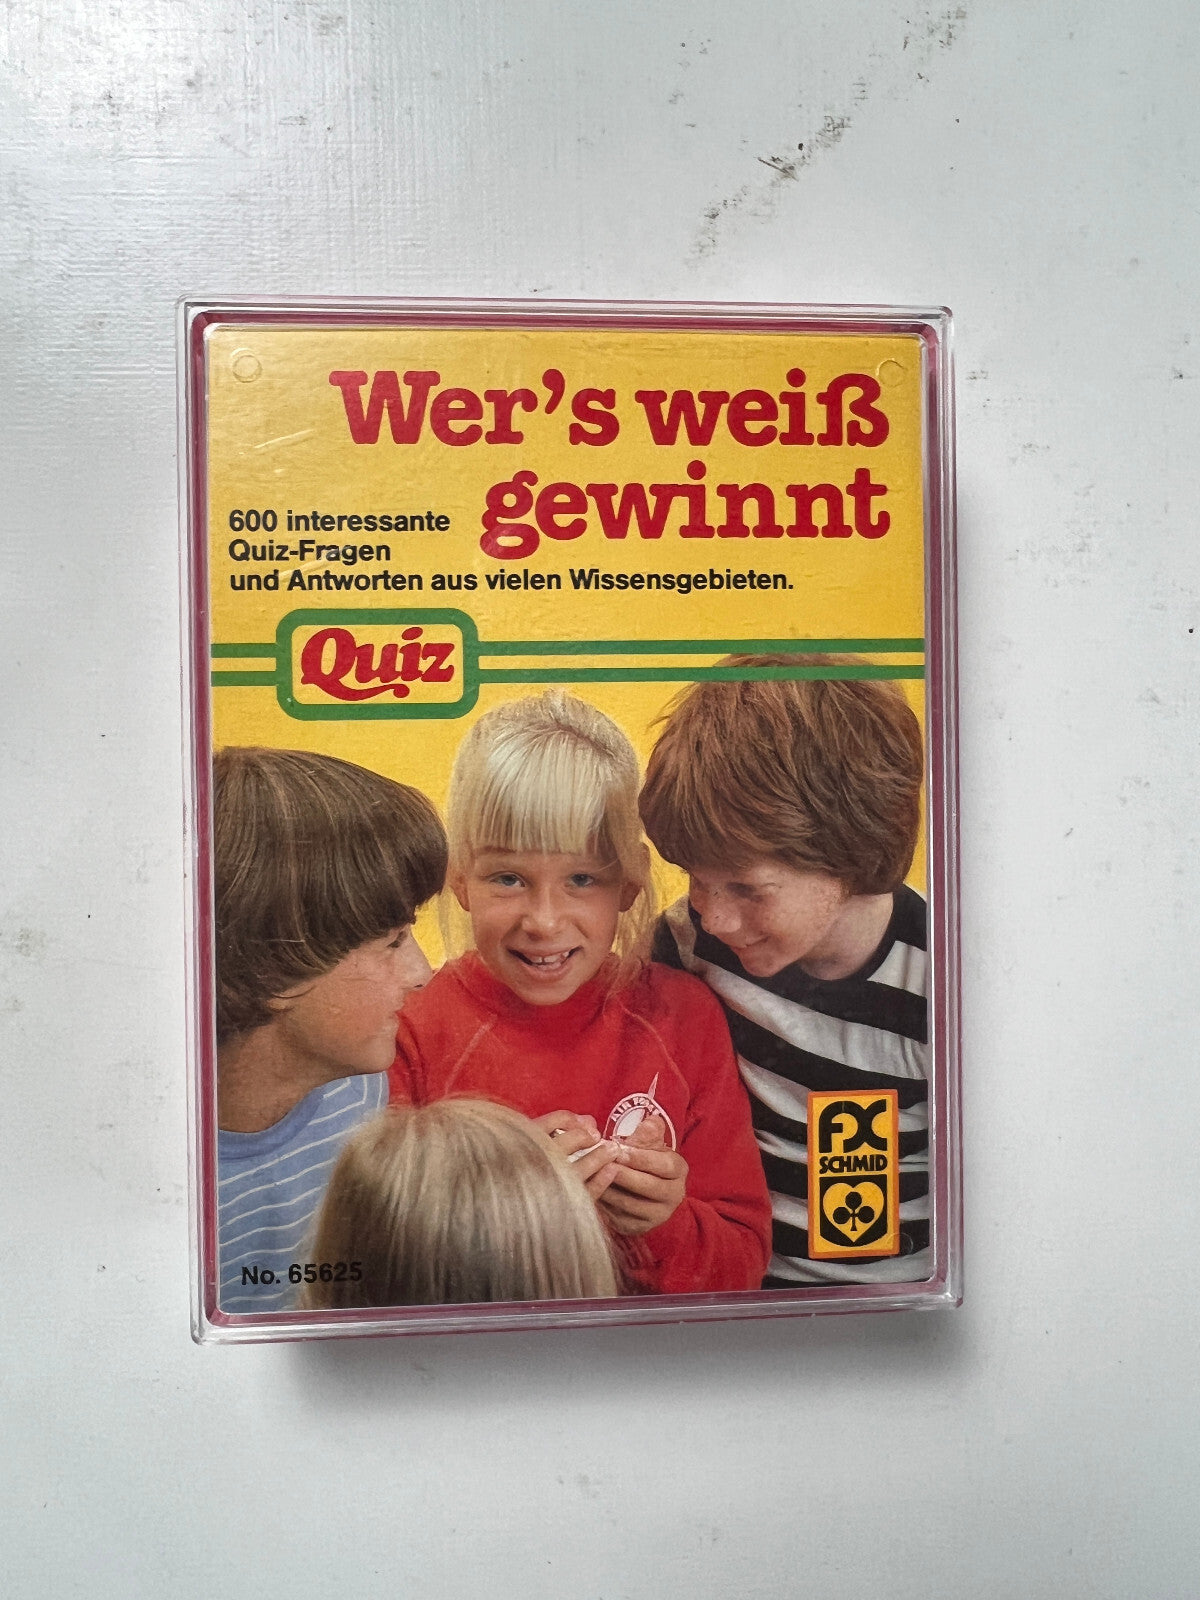 Wer's weiß
gewinnt
600 interessante
Quiz-Fragen
und Antworten aus vielen Wissensgebieten.
Quiz
FX
SCHMID
No. 65625